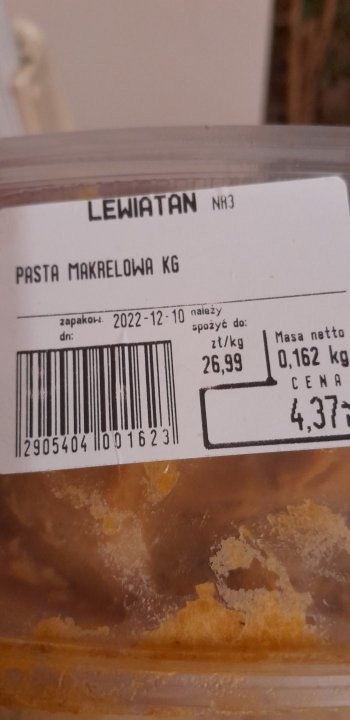 LEWIATAN NR3
PASTA MAKRELOWA KG
zapakow. dn: 2022-12-10 należy spożyć do:
zł/kg
26,99
Masa netto
0,162 kg
CENA
4,37
2905404 001623